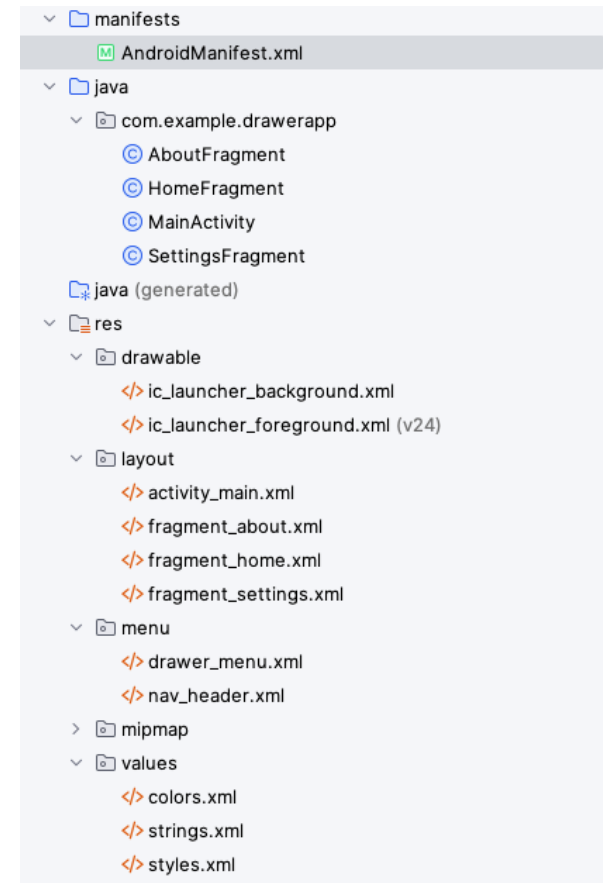 manifests
AndroidManifest.xml
java
com.example.drawerapp
AboutFragment
HomeFragment
MainActivity
SettingsFragment
java (generated)
res
drawable
ic_launcher_background.xml
ic_launcher_foreground.xml (v24)
layout
activity_main.xml
fragment_about.xml
fragment_home.xml
fragment_settings.xml
menu
drawer_menu.xml
nav_header.xml
mipmap
values
colors.xml
strings.xml
styles.xml